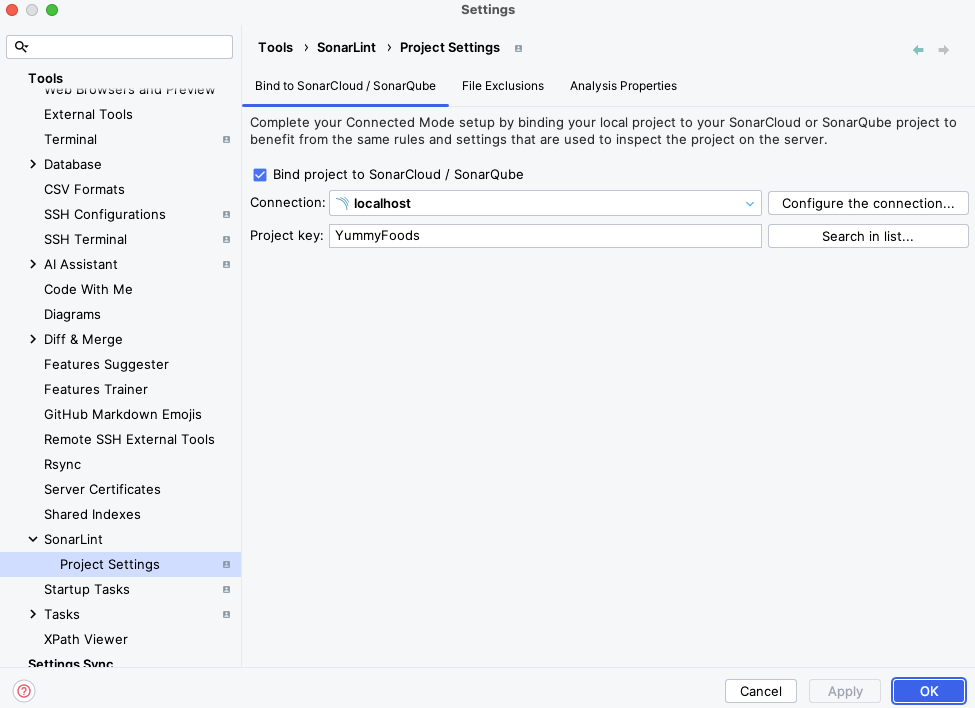 Settings
Tools
Web Browsers and Preview
External Tools
Terminal
Database
CSV Formats
SSH Configurations
SSH Terminal
AI Assistant
Code With Me
Diagrams
Diff & Merge
Features Suggester
Features Trainer
GitHub Markdown Emojis
Remote SSH External Tools
Rsync
Server Certificates
Shared Indexes
SonarLint
Project Settings
Startup Tasks
Tasks
XPath Viewer
Settings Sync
Tools › SonarLint › Project Settings
Bind to SonarCloud / SonarQube File Exclusions Analysis Properties
Complete your Connected Mode setup by binding your local project to your SonarCloud or SonarQube project to
benefit from the same rules and settings that are used to inspect the project on the server.
Bind project to SonarCloud / SonarQube
Connection: localhost Configure the connection...
Project key: YummyFoods Search in list...
? Cancel Apply OK